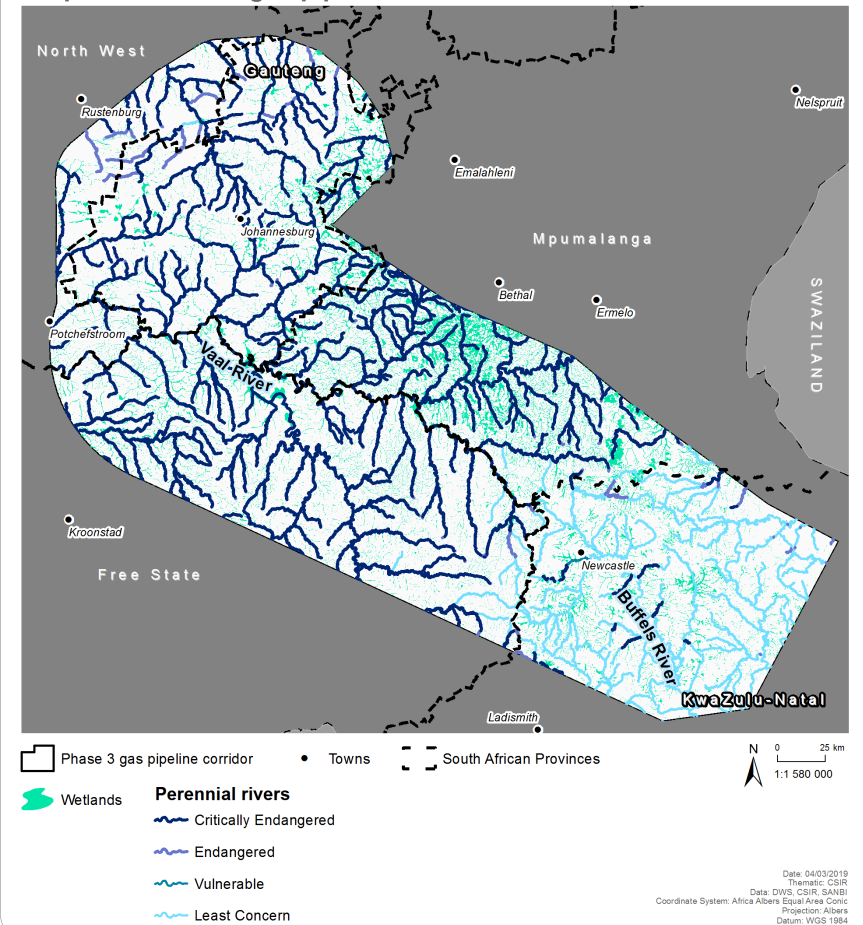 North West
Gauteng
Rustenburg
Nelspruit
Emalahleni
Johannesburg
Mpumalanga
Bethal
Ermelo
SWAZILAND
Potchefstroom
Vaal-River
Kroonstad
Newcastle
Free State
Buffels River
KwaZulu-Natal
Ladismith
Phase 3 gas pipeline corridor
Towns
South African Provinces
N
0 25 km
1:1 580 000
Wetlands
Perennial rivers
Critically Endangered
Endangered
Vulnerable
Least Concern
Date: 04/03/2019
Thematic: CSIR
Data: DWS, CSIR, SANBI
Coordinate System: Africa Albers Equal Area Conic
Projection: Albers
Datum: WGS 1984